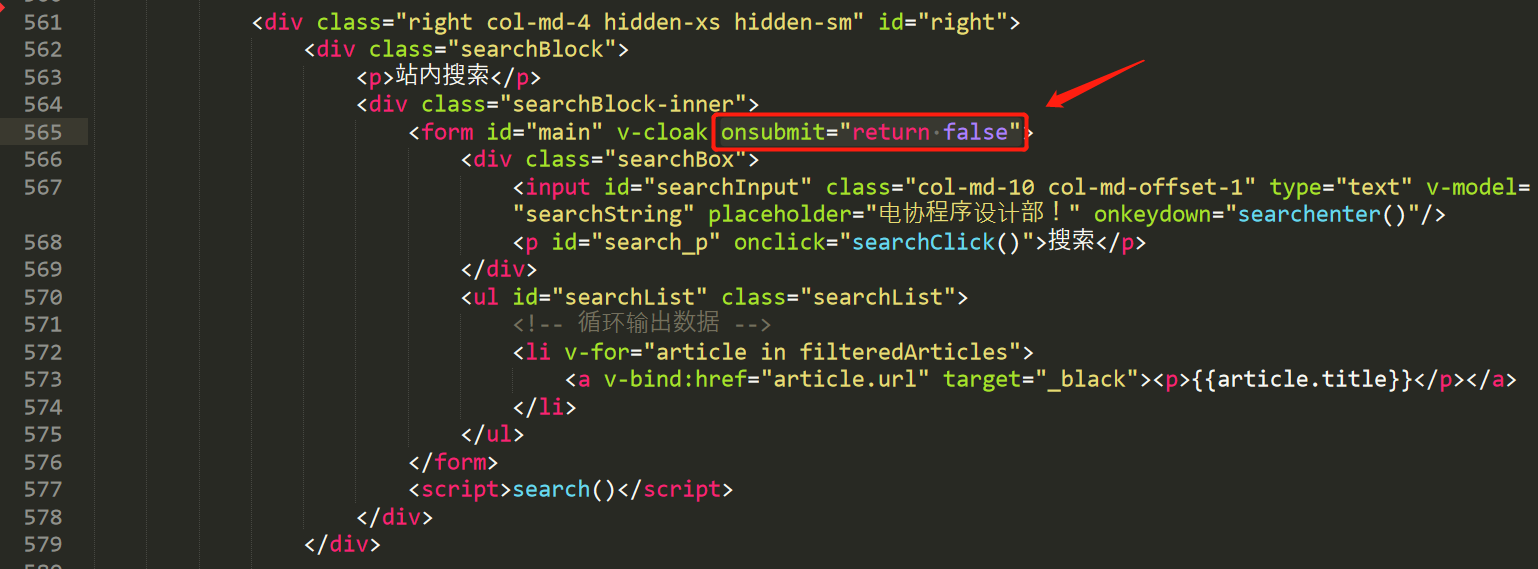 561 <div class="right col-md-4 hidden-xs hidden-sm" id="right">
562 <div class="searchBlock">
563 <p>站内搜索</p>
564 <div class="searchBlock-inner">
565 <form id="main" v-cloak onsubmit="return·false">
566 <div class="searchBox">
567 <input id="searchInput" class="col-md-10 col-md-offset-1" type="text" v-model=
"searchString" placeholder="电协程序设计部！" onkeydown="searchenter()"/>
568 <p id="search_p" onclick="searchClick()">搜索</p>
569 </div>
570 <ul id="searchList" class="searchList">
571 <!-- 循环输出数据 -->
572 <li v-for="article in filteredArticles">
573 <a v-bind:href="article.url" target="_black"><p>{{article.title}}</p></a>
574 </li>
575 </ul>
576 </form>
577 <script>search()</script>
578 </div>
579 </div>